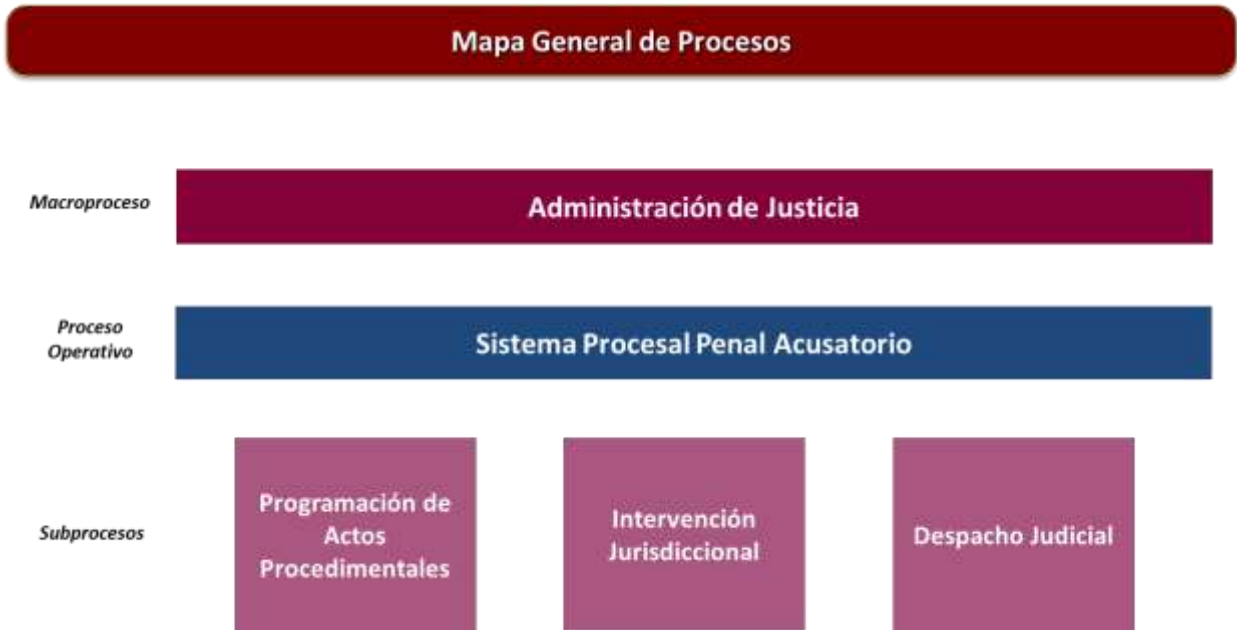 Mapa General de Procesos
Macroproceso
Administración de Justicia
Proceso
Operativo
Sistema Procesal Penal Acusatorio
Subprocesos
Programación de
Actos
Procedimentales
Intervención
Jurisdiccional
Despacho Judicial